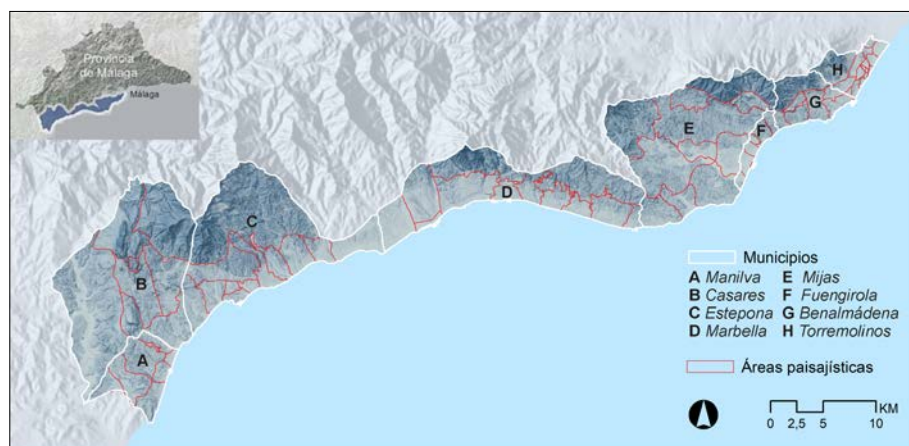 Provincia
de Málaga
Málaga
H
G
E
F
D
C
B
A
Municipios
A Manilva E Mijas
B Casares F Fuengirola
C Estepona G Benalmádena
D Marbella H Torremolinos
Áreas paisajísticas
KM
0 2,5 5 10